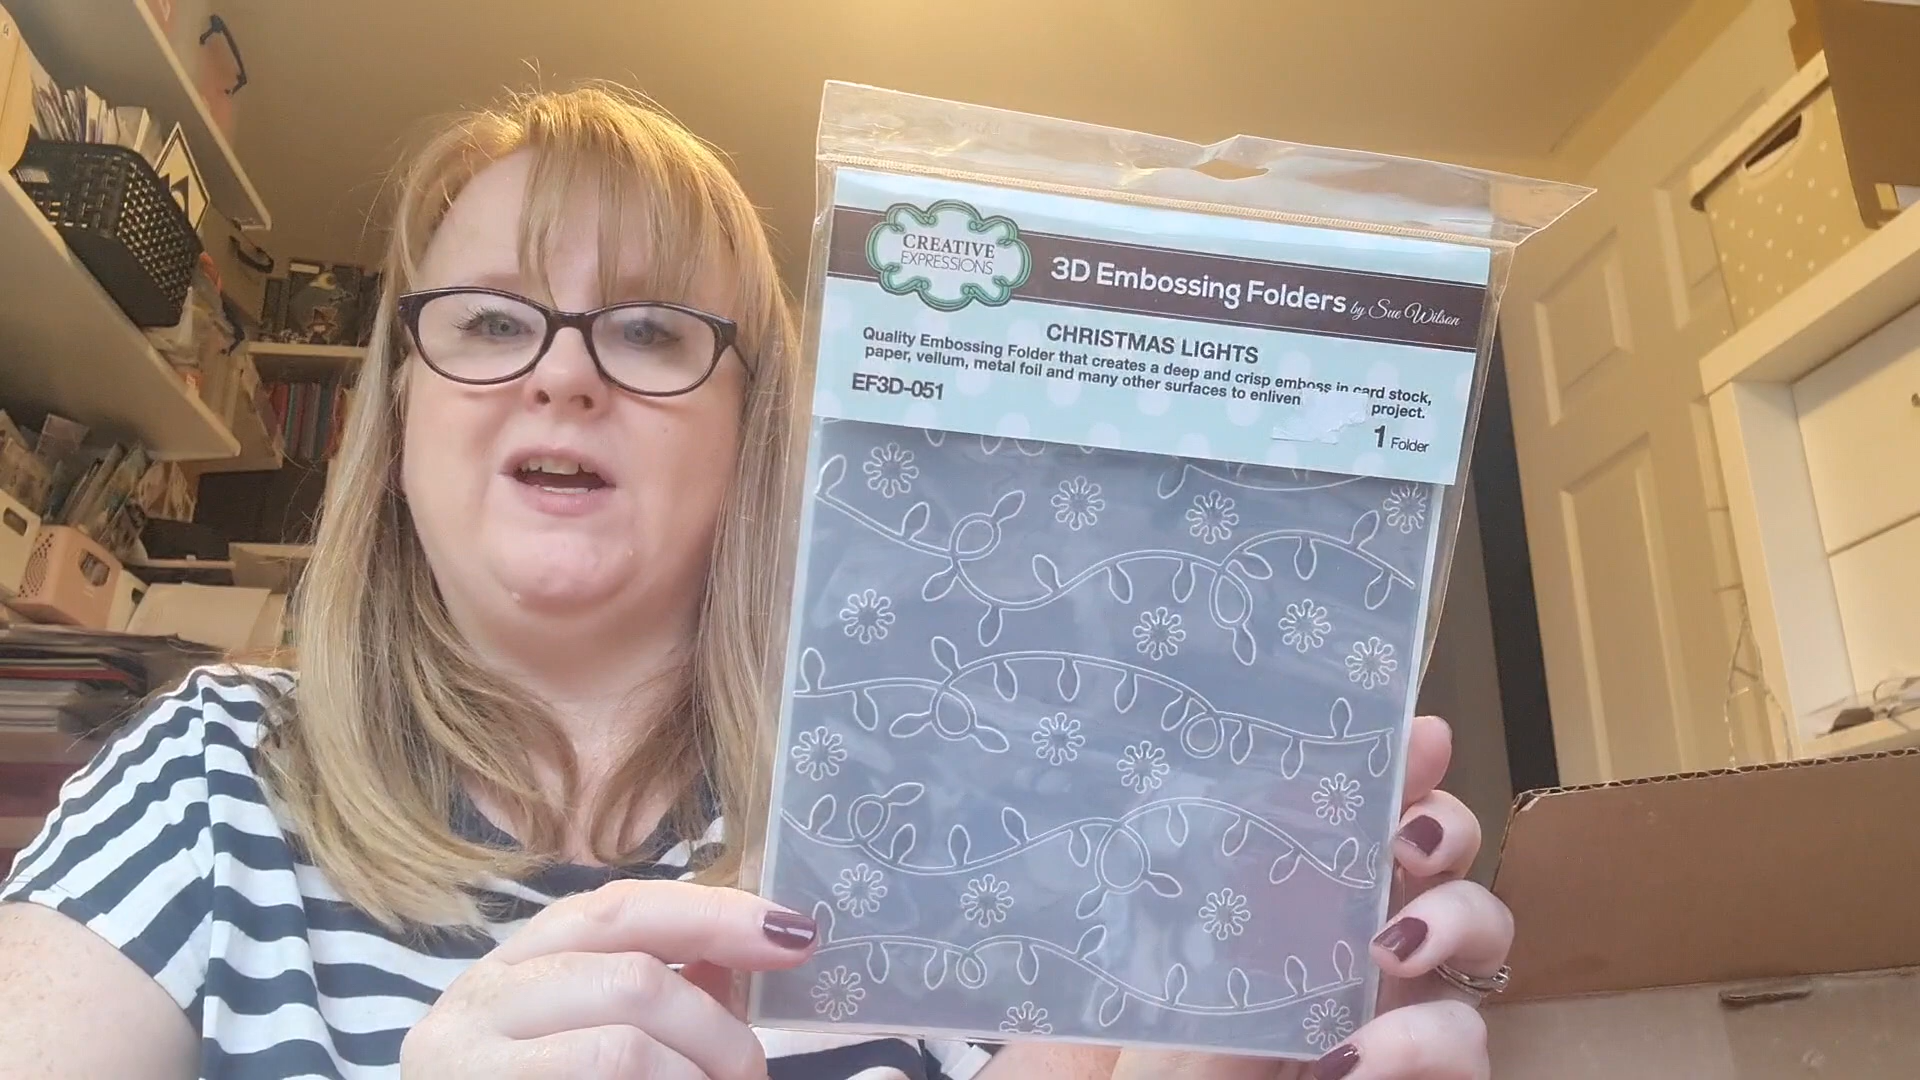 CREATIVE
EXPRESSIONS
3D Embossing Folders by Sue Wilson
CHRISTMAS LIGHTS
Quality Embossing Folder that creates a deep and crisp emboss in card stock,
paper, vellum, metal foil and many other surfaces to enliven project.
EF3D-051
1 Folder